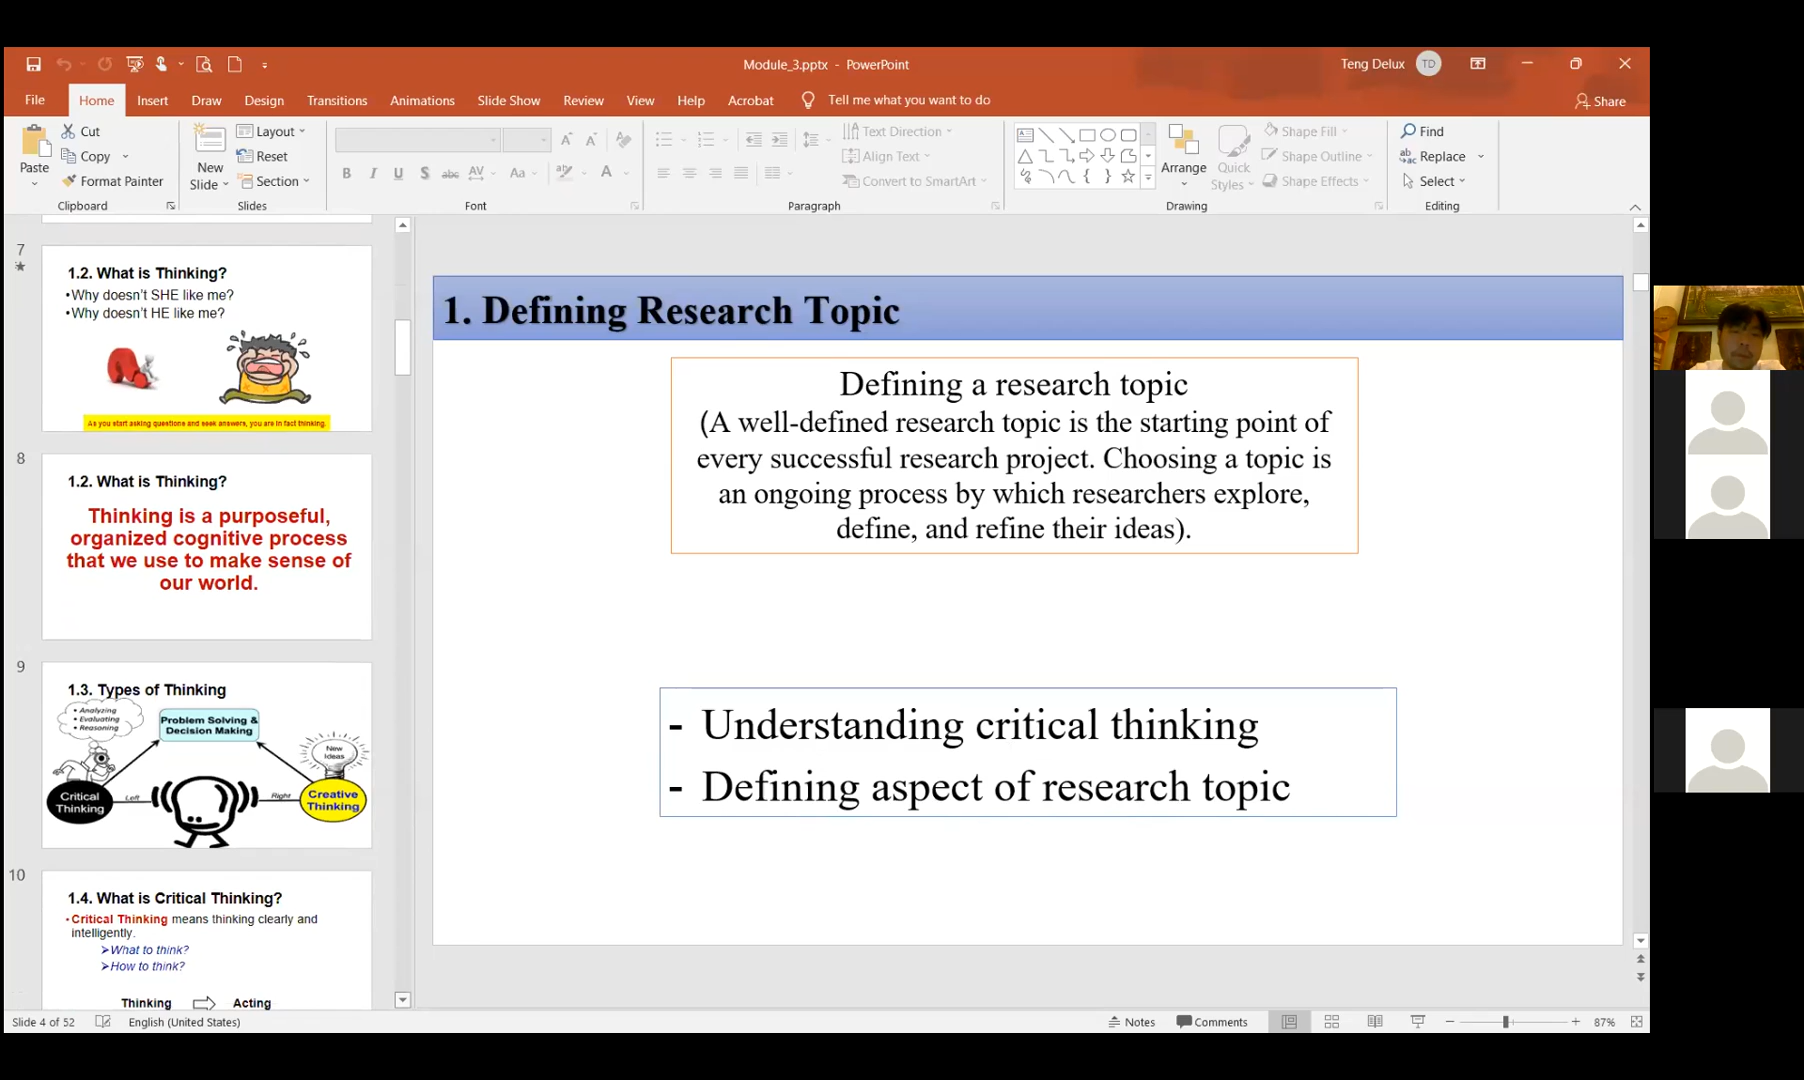 Module_3.pptx - PowerPoint
Teng Delux TD
File Home Insert Draw Design Transitions Animations Slide Show Review View Help Acrobat Tell me what you want to do
Share
Paste
Cut
Copy
Format Painter
Clipboard
New Slide
Layout
Reset
Section
Slides
B I U S abc AV Aa A
Font
Text Direction
Align Text
Convert to SmartArt
Paragraph
Arrange
Quick Styles
Shape Fill
Shape Outline
Shape Effects
Drawing
Find
Replace
Select
Editing
7
1.2. What is Thinking?
•Why doesn't SHE like me?
•Why doesn't HE like me?
As you start asking questions and seek answers, you are in fact thinking.
8
1.2. What is Thinking?
Thinking is a purposeful,
organized cognitive process
that we use to make sense of
our world.
9
1.3. Types of Thinking
• Analyzing
• Evaluating
• Reasoning
Problem Solving &
Decision Making
New
Ideas
Critical
Thinking
Left
Right
Creative
Thinking
10
1.4. What is Critical Thinking?
• Critical Thinking means thinking clearly and
intelligently.
➢What to think?
➢How to think?
Thinking Acting
1. Defining Research Topic
Defining a research topic
(A well-defined research topic is the starting point of
every successful research project. Choosing a topic is
an ongoing process by which researchers explore,
define, and refine their ideas).
- Understanding critical thinking
- Defining aspect of research topic
Slide 4 of 52 English (United States) Notes Comments 87%